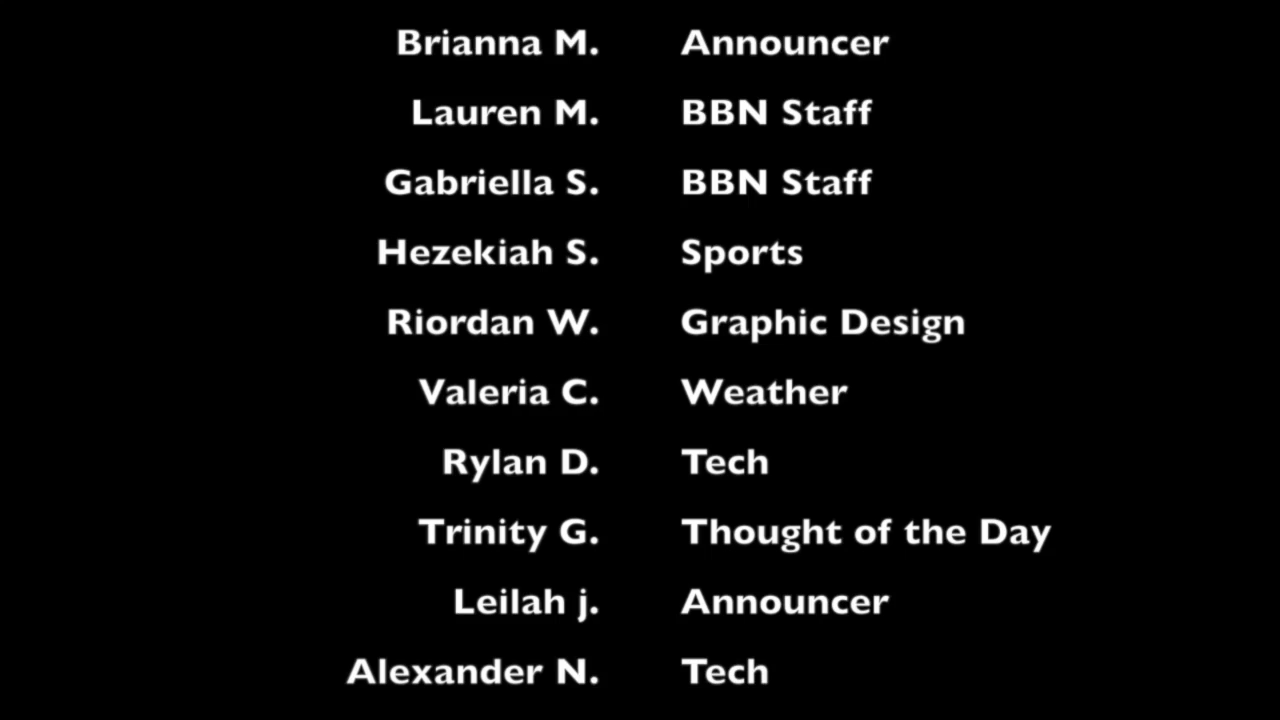 Brianna M. Announcer
Lauren M. BBN Staff
Gabriella S. BBN Staff
Hezekiah S. Sports
Riordan W. Graphic Design
Valeria C. Weather
Rylan D. Tech
Trinity G. Thought of the Day
Leilah j. Announcer
Alexander N. Tech